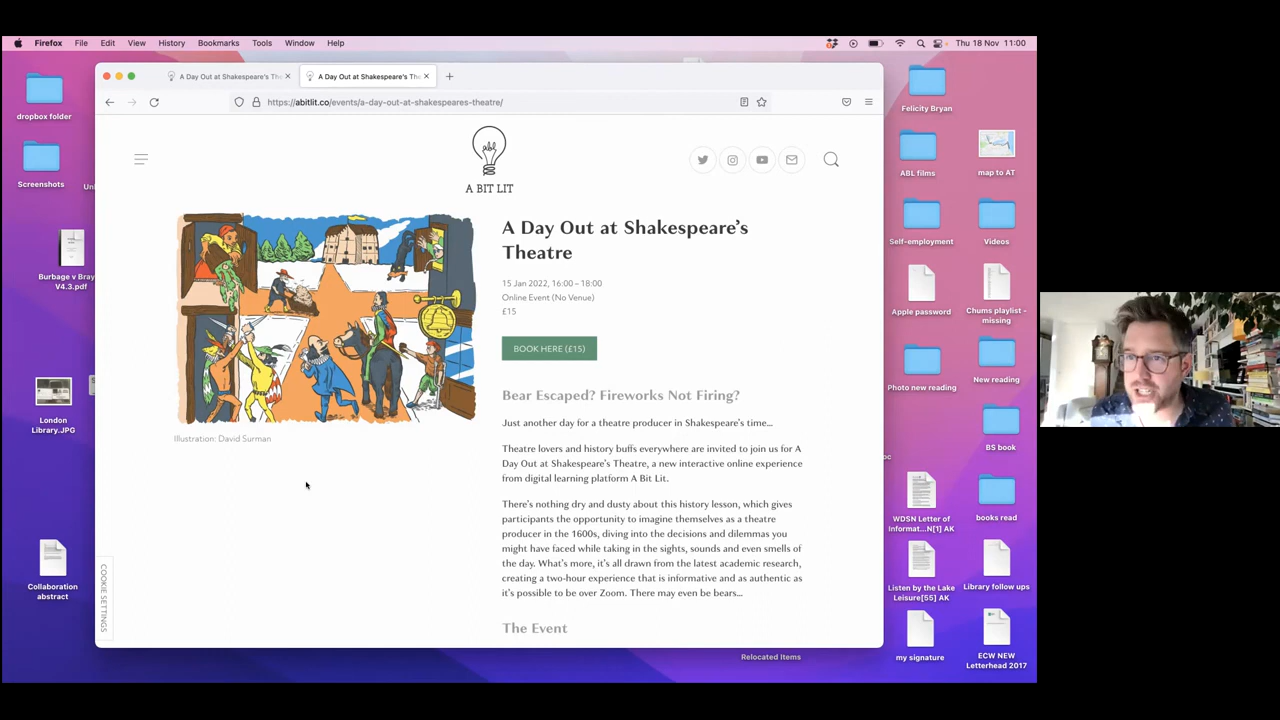 Firefox File Edit View History Bookmarks Tools Window Help
Thu 18 Nov 11:00
A Day Out at Shakespeare's Th
A Day Out at Shakespeare's The
https://abitlit.co/events/a-day-out-at-shakespeares-theatre/
A BIT LIT
A Day Out at Shakespeare's
Theatre
15 Jan 2022, 16:00 – 18:00
Online Event (No Venue)
£15
BOOK HERE (£15)
Illustration: David Surman
Bear Escaped? Fireworks Not Firing?
Just another day for a theatre producer in Shakespeare's time...
Theatre lovers and history buffs everywhere are invited to join us for A
Day Out at Shakespeare's Theatre, a new interactive online experience
from digital learning platform A Bit Lit.
There's nothing dry and dusty about this history lesson, which gives
participants the opportunity to imagine themselves as a theatre
producer in the 1600s, diving into the decisions and dilemmas you
might have faced while taking in the sights, sounds and even smells of
the day. What's more, it's all drawn from the latest academic research,
creating a two-hour experience that is informative and as authentic as
it's possible to be over Zoom. There may even be bears...
The Event
COOKIE SETTINGS
dropbox folder
Screenshots
Burbage v Bray
V4.3.pdf
London
Library.JPG
Collaboration
abstract
Felicity Bryan
ABL films
map to AT
Self-employment
Videos
Apple password
Chums playlist -
missing
Photo new reading
New reading
BS book
WDSN Letter of
Informat...N[1] AK
books read
Listen by the Lake
Leisure[55] AK
Library follow ups
my signature
ECW NEW
Letterhead 2017
Relocated Items